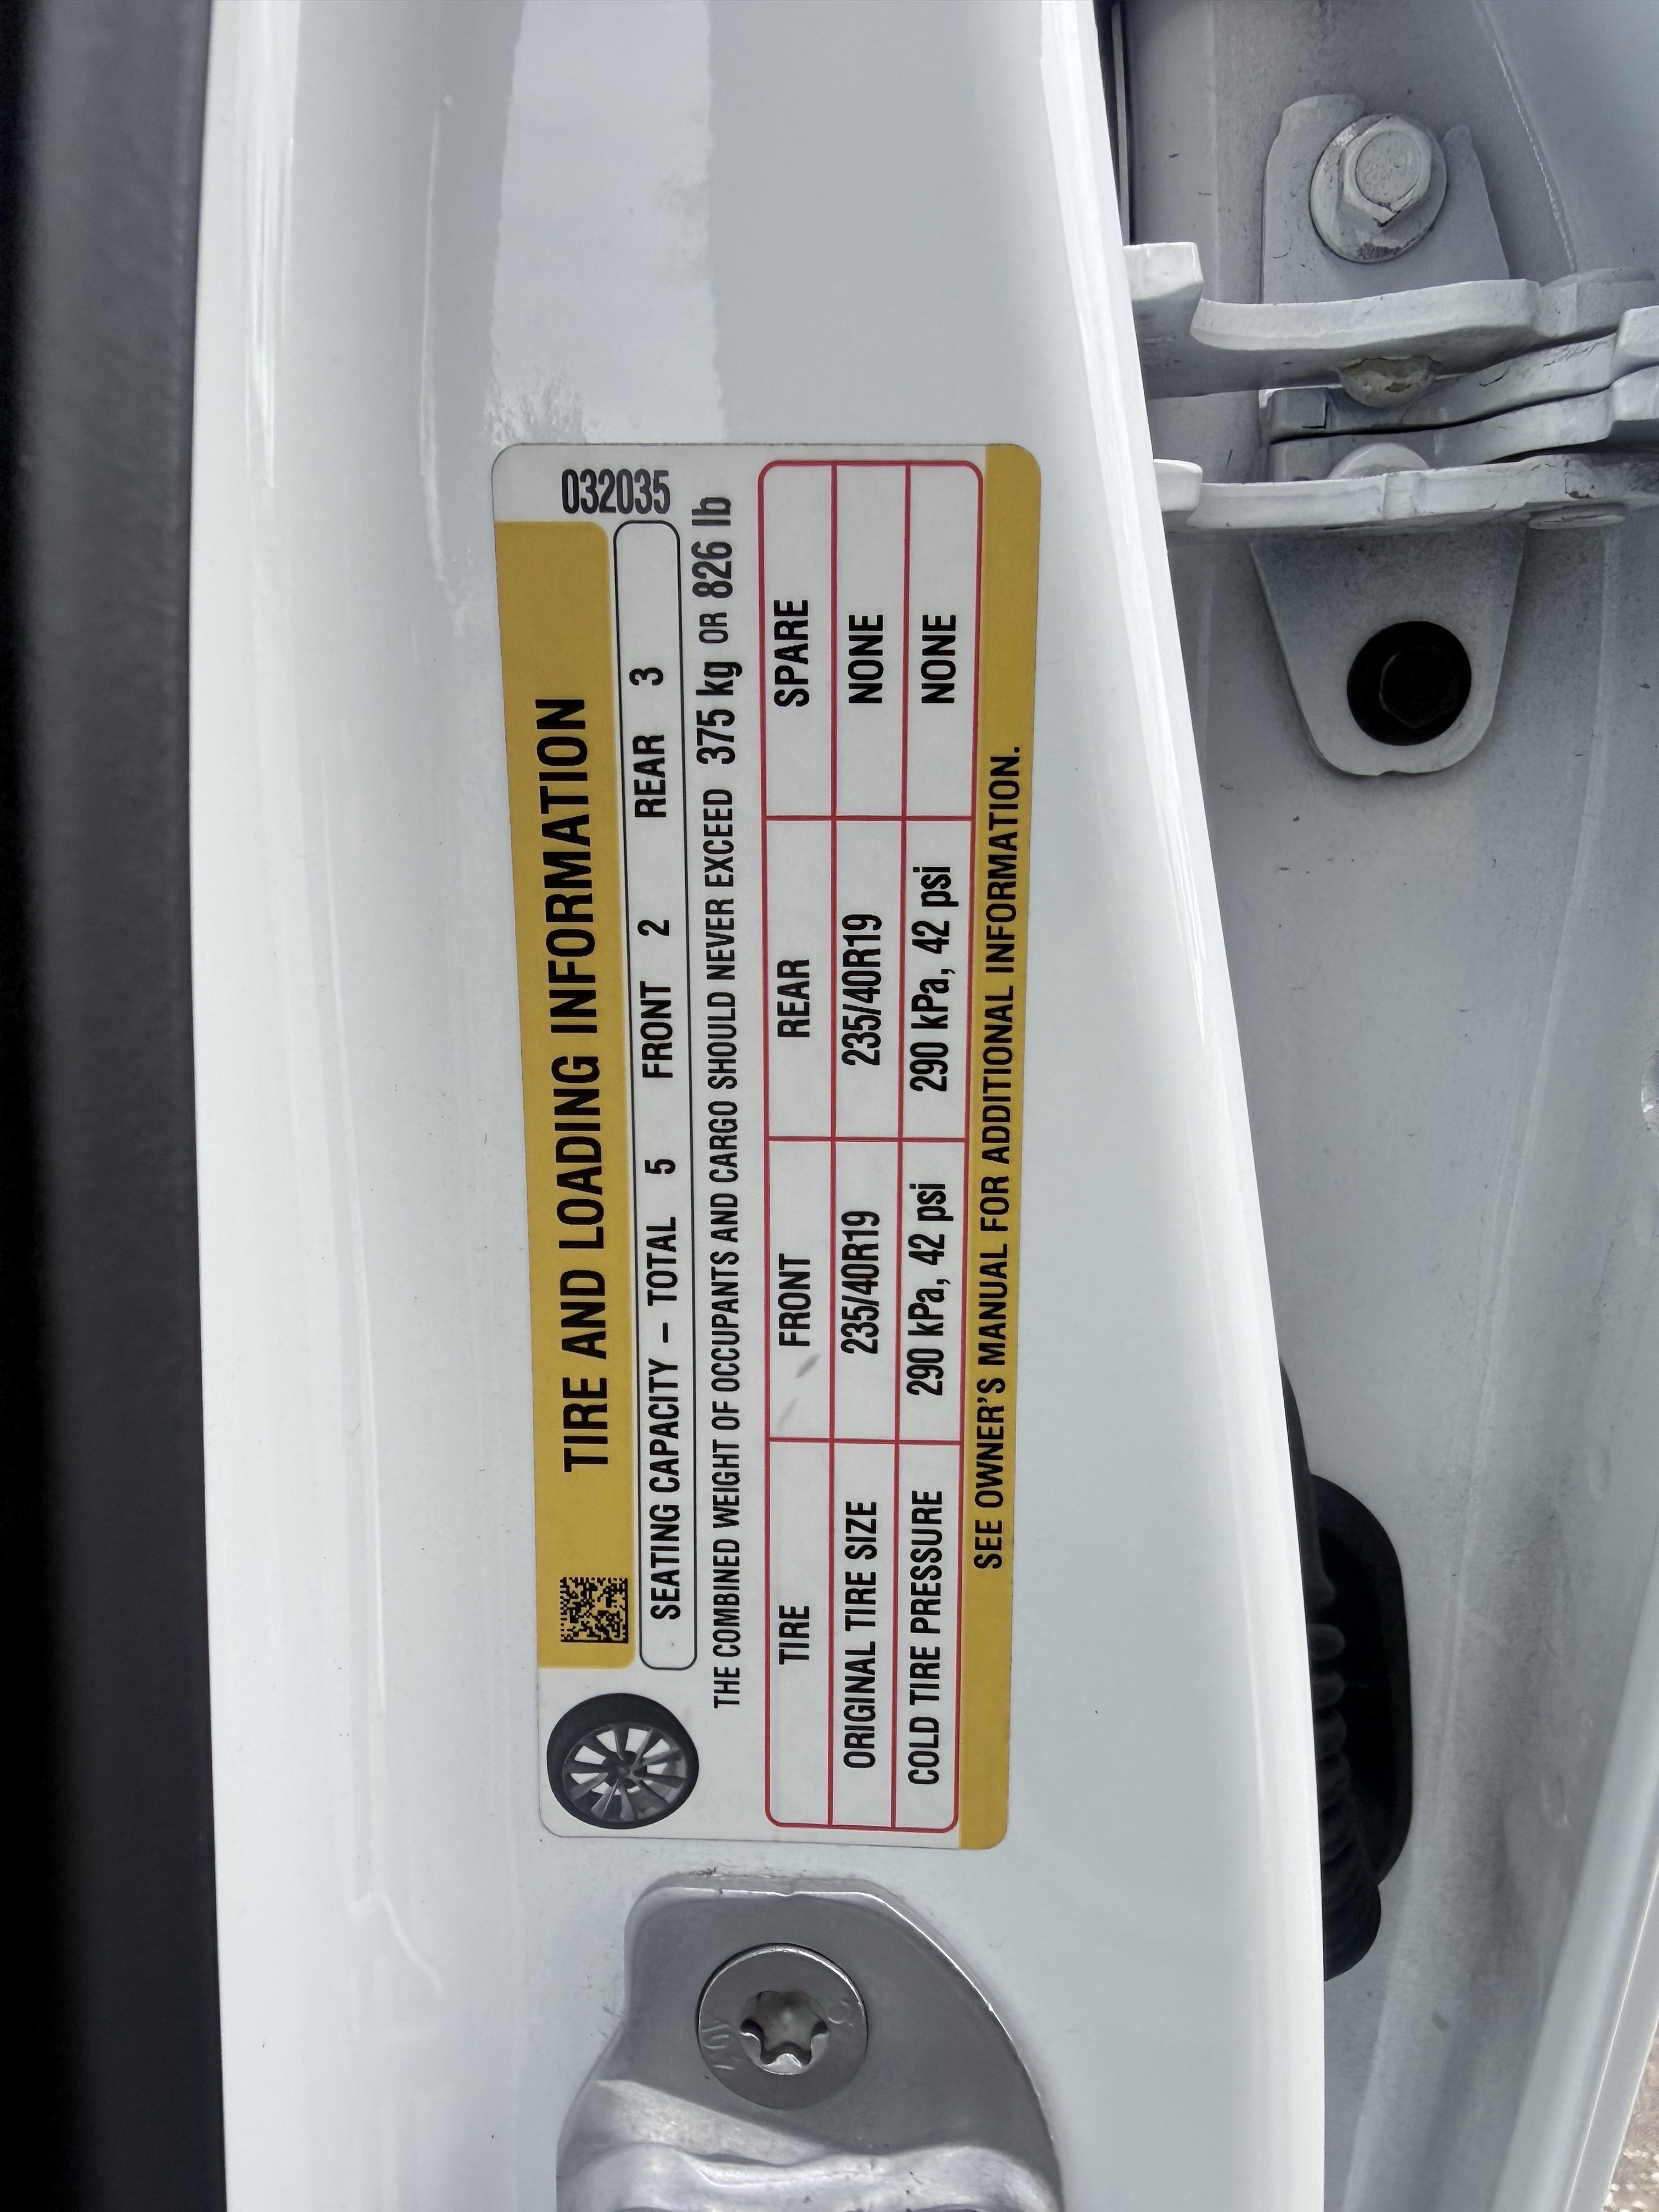 032035
TIRE AND LOADING INFORMATION
SEATING CAPACITY – TOTAL 5 FRONT 2 REAR 3
THE COMBINED WEIGHT OF OCCUPANTS AND CARGO SHOULD NEVER EXCEED 375 kg OR 826 lb
TIRE FRONT REAR SPARE
ORIGINAL TIRE SIZE 235/40R19 235/40R19 NONE
COLD TIRE PRESSURE 290 kPa, 42 psi 290 kPa, 42 psi NONE
SEE OWNER'S MANUAL FOR ADDITIONAL INFORMATION.